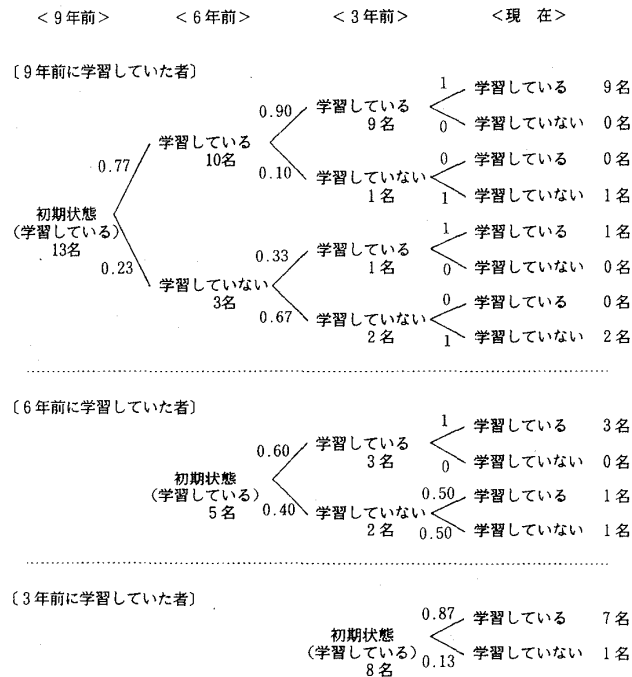 ＜9年前＞ ＜6年前＞ ＜3年前＞ ＜現 在＞
〔9年前に学習していた者〕
1 学習している 9名
0.90 学習している
9名 0 学習していない 0名
学習している
10名 0 学習している 0名
0.77 0.10 学習していない
1名 1 学習していない 1名
初期状態
(学習している)
13名
1 学習している 1名
0.33 学習している
0.23 1名 0 学習していない 0名
学習していない
3名 0 学習している 0名
0.67 学習していない
2名 1 学習していない 2名
〔6年前に学習していた者〕
1 学習している 3名
0.60 学習している
3名 0 学習していない 0名
初期状態
(学習している)
5名
0.50 学習している 1名
0.40 学習していない
2名 0.50 学習していない 1名
〔3年前に学習していた者〕
0.87 学習している 7名
初期状態
(学習している)
8名
0.13 学習していない 1名